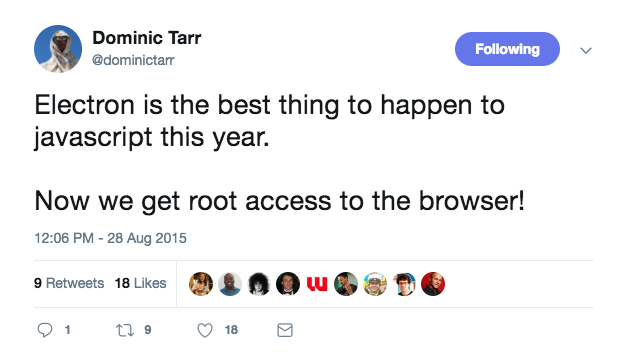 Dominic Tarr
@dominictarr
Following
Electron is the best thing to happen to
javascript this year.
Now we get root access to the browser!
12:06 PM - 28 Aug 2015
9 Retweets 18 Likes
1 9 18